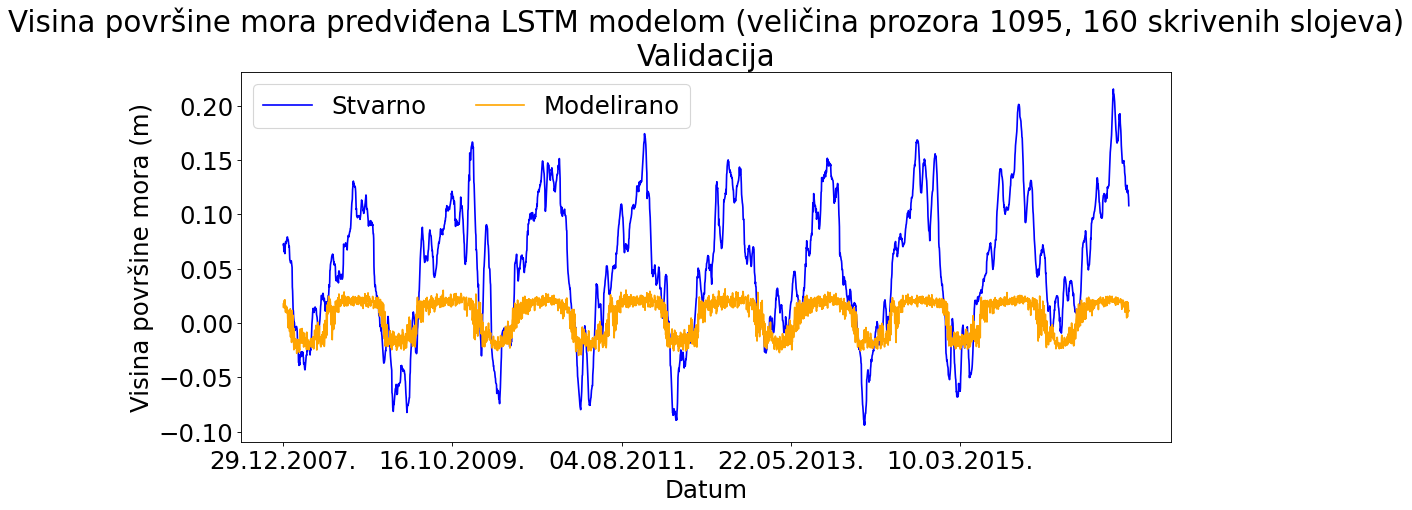 Visina površine mora predviđena LSTM modelom (veličina prozora 1095, 160 skrivenih slojeva)
Validacija
Stvarno Modelirano
Visina površine mora (m)
0.20
0.15
0.10
0.05
0.00
−0.05
−0.10
29.12.2007. 16.10.2009. 04.08.2011. 22.05.2013. 10.03.2015.
Datum